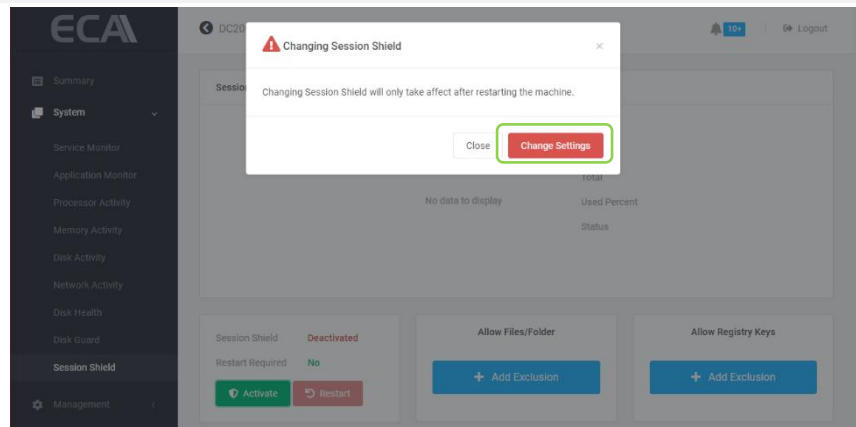 ECA
DC20
10+
Logout
Changing Session Shield
×
Changing Session Shield will only take affect after restarting the machine.
Close
Change Settings
Summary
System
Service Monitor
Application Monitor
Processor Activity
Memory Activity
Disk Activity
Network Activity
Disk Health
Disk Guard
Session Shield
Management
Sessio
Total
No data to display
Used Percent
Status
Session Shield Deactivated
Restart Required No
Activate
Restart
Allow Files/Folder
+ Add Exclusion
Allow Registry Keys
+ Add Exclusion